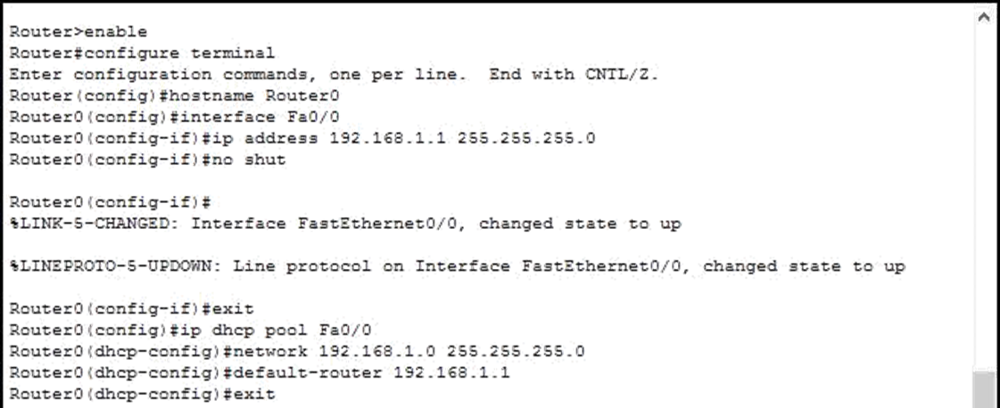 Router>enable
Router#configure terminal
Enter configuration commands, one per line.  End with CNTL/Z.
Router(config)#hostname Router0
Router0(config)#interface Fa0/0
Router0(config-if)#ip address 192.168.1.1 255.255.255.0
Router0(config-if)#no shut
Router0(config-if)#
%LINK-5-CHANGED: Interface FastEthernet0/0, changed state to up
%LINEPROTO-5-UPDOWN: Line protocol on Interface FastEthernet0/0, changed state to up
Router0(config-if)#exit
Router0(config)#ip dhcp pool Fa0/0
Router0(dhcp-config)#network 192.168.1.0 255.255.255.0
Router0(dhcp-config)#default-router 192.168.1.1
Router0(dhcp-config)#exit